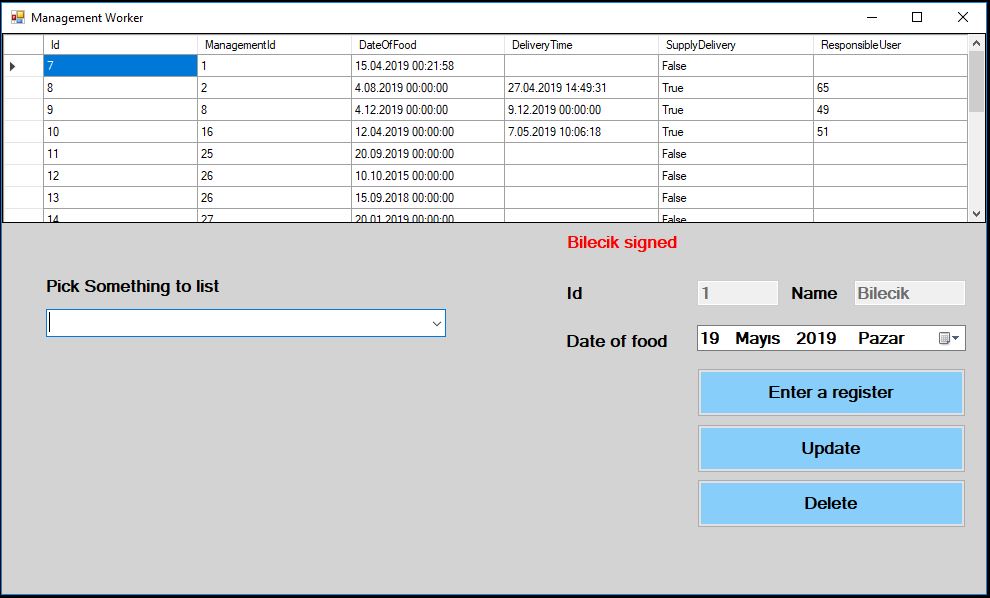 Management Worker
Id ManagementId DateOfFood DeliveryTime SupplyDelivery ResponsibleUser
7 1 15.04.2019 00:21:58 False
8 2 4.08.2019 00:00:00 27.04.2019 14:49:31 True 65
9 8 4.12.2019 00:00:00 9.12.2019 00:00:00 True 49
10 16 12.04.2019 00:00:00 7.05.2019 10:06:18 True 51
11 25 20.09.2019 00:00:00 False
12 26 10.10.2015 00:00:00 False
13 26 15.09.2018 00:00:00 False
14 27 20.01.2019 00:00:00 False
Bilecik signed
Pick Something to list
Id 1 Name Bilecik
Date of food 19 Mayıs 2019 Pazar
Enter a register
Update
Delete